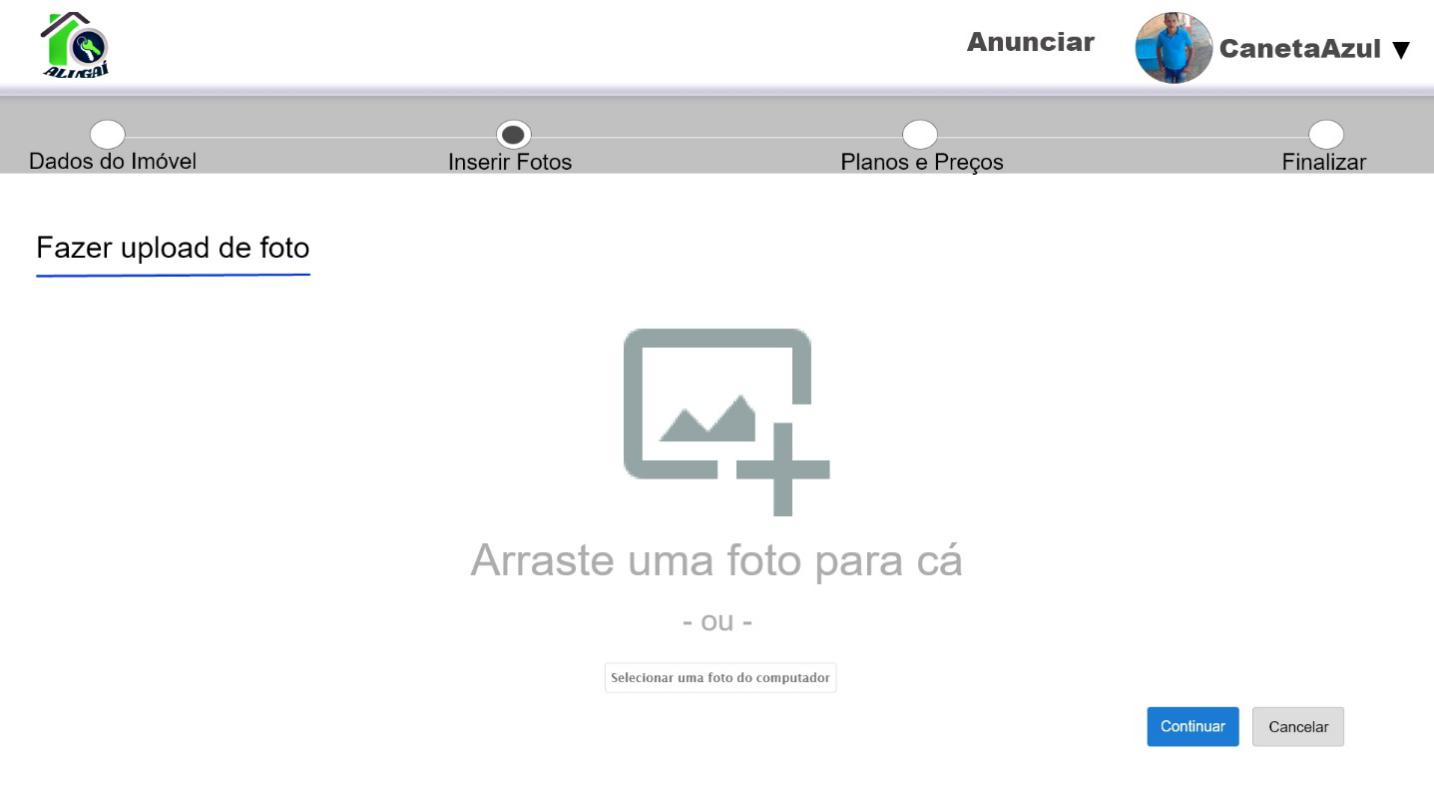 ALUGAÍ
Anunciar
CanetaAzul ▼
Dados do Imóvel
Inserir Fotos
Planos e Preços
Finalizar
Fazer upload de foto
Arraste uma foto para cá
- ou -
Selecionar uma foto do computador
Continuar
Cancelar